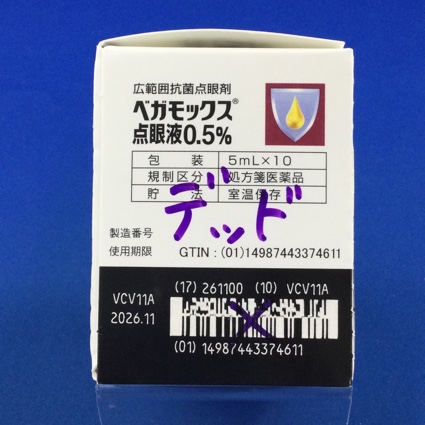 広範囲抗菌点眼剤
ベガモックス®
点眼液0.5%
包 装 5mL×10
規制区分 処方箋医薬品
貯 法 室温保存
デッド
製造番号
使用期限 GTIN : (01)14987443374611
(17) 261100 (10) VCV11A
VCV11A
2026.11
(01) 14987443374611